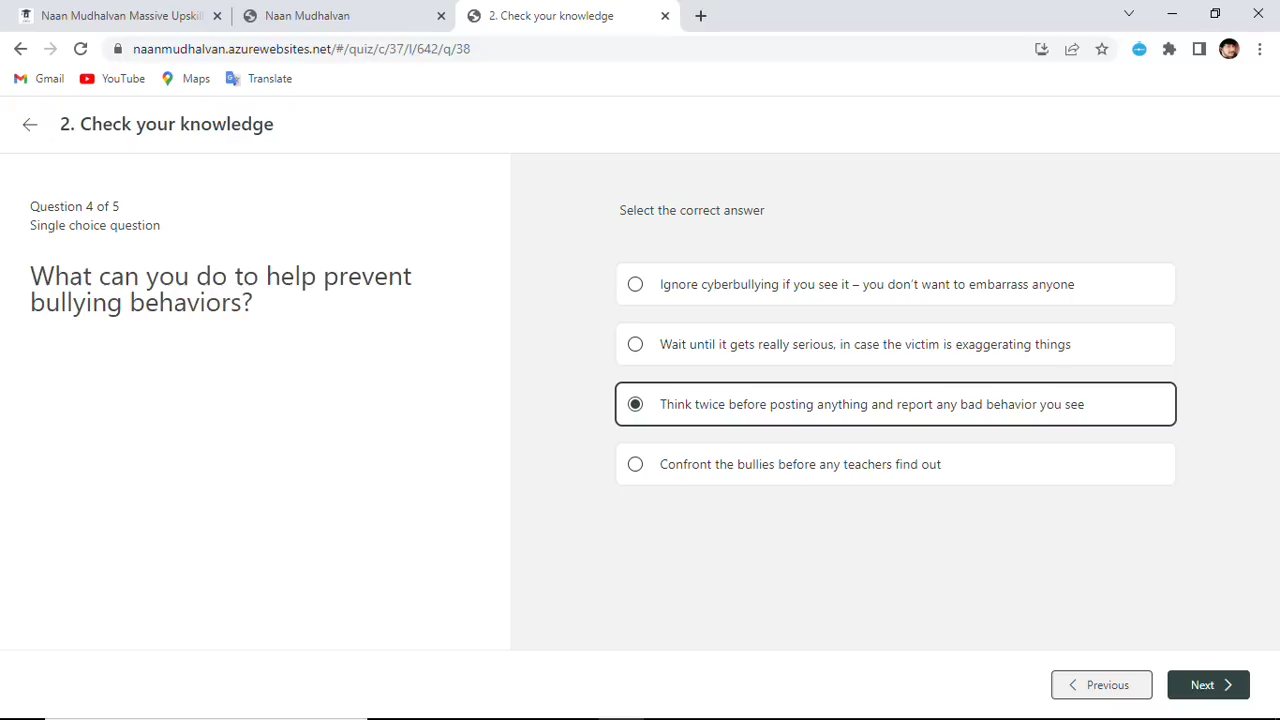 Naan Mudhalvan Massive Upskill
Naan Mudhalvan
2. Check your knowledge
naanmudhalvan.azurewebsites.net/#/quiz/c/37/l/642/q/38
Gmail
YouTube
Maps
Translate
2. Check your knowledge
Question 4 of 5
Single choice question
What can you do to help prevent
bullying behaviors?
Select the correct answer
Ignore cyberbullying if you see it – you don't want to embarrass anyone
Wait until it gets really serious, in case the victim is exaggerating things
Think twice before posting anything and report any bad behavior you see
Confront the bullies before any teachers find out
Previous
Next